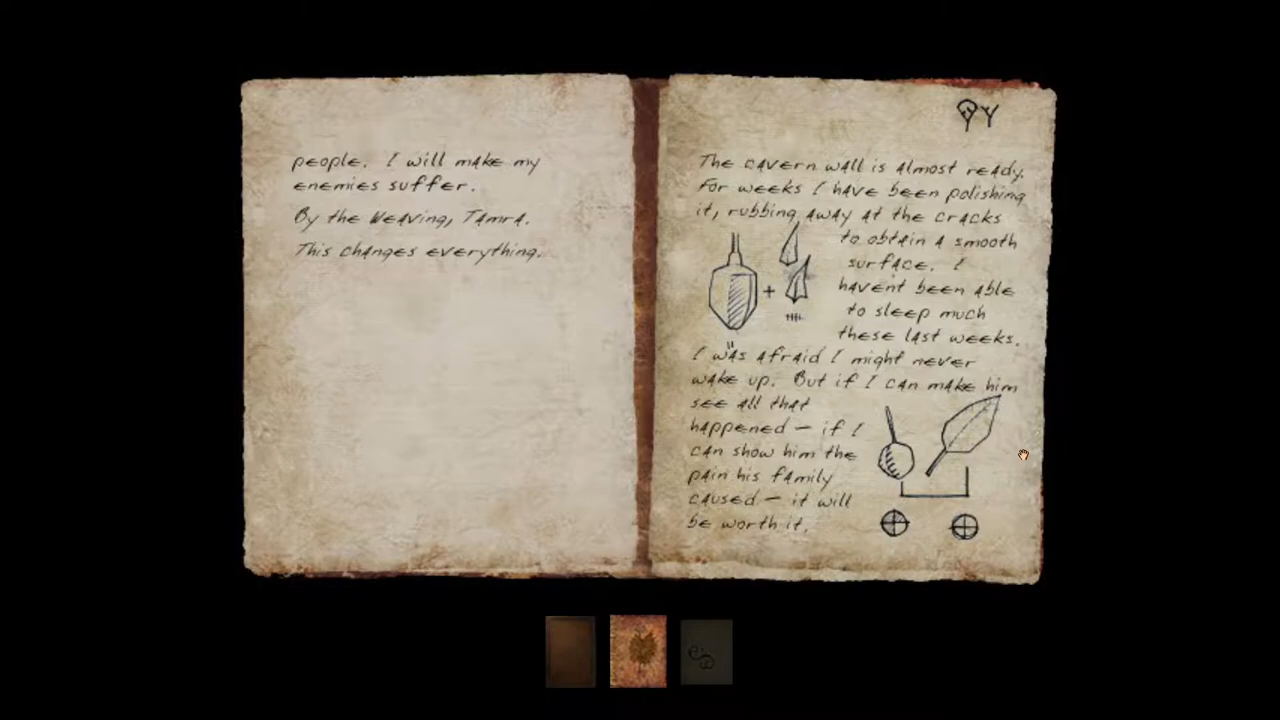 people. I will make my
enemies suffer.
By the Weaving, Tamra.
This changes everything.
The cavern wall is almost ready.
For weeks I have been polishing
it, rubbing away at the cracks
to obtain a smooth
surface. I
haven't been able
to sleep much
these last weeks.
I was afraid I might never
wake up. But if I can make him
see all that
happened – if I
can show him the
pain his family
caused – it will
be worth it.